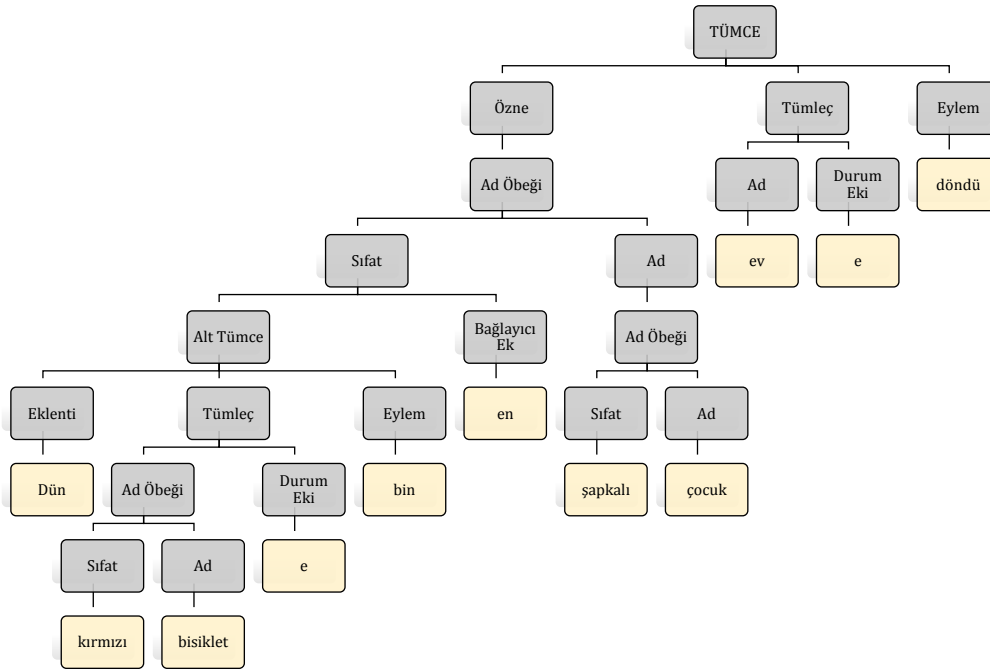 TÜMCE
Özne
Tümleç
Eylem
Ad Öbeği
Ad
Durum
Eki
döndü
Sıfat
Ad
ev
e
Alt Tümce
Bağlayıcı
Ek
Ad Öbeği
Eklenti
Tümleç
Eylem
en
Sıfat
Ad
Dün
Ad Öbeği
Durum
Eki
bin
şapkalı
çocuk
Sıfat
Ad
e
kırmızı
bisiklet